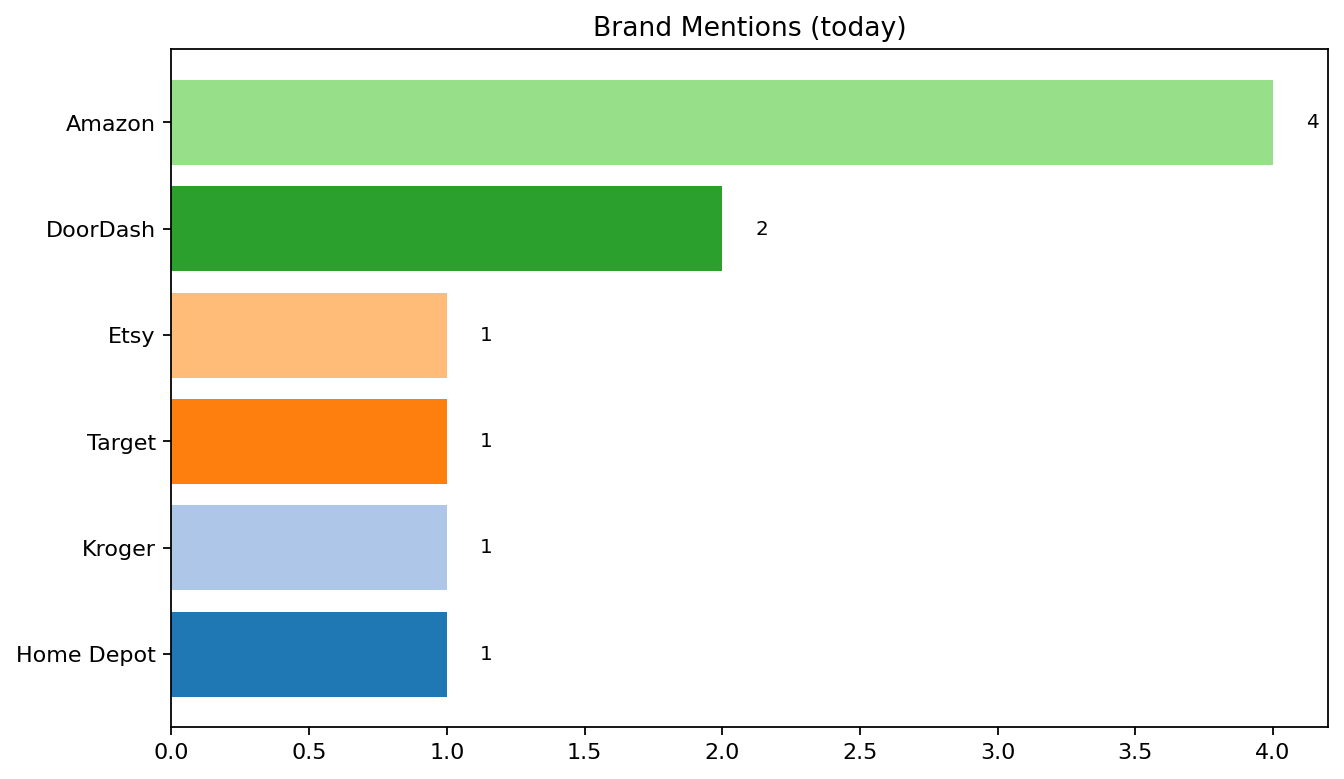 Brand Mentions (today)
Amazon 4
DoorDash 2
Etsy 1
Target 1
Kroger 1
Home Depot 1
0.0 0.5 1.0 1.5 2.0 2.5 3.0 3.5 4.0